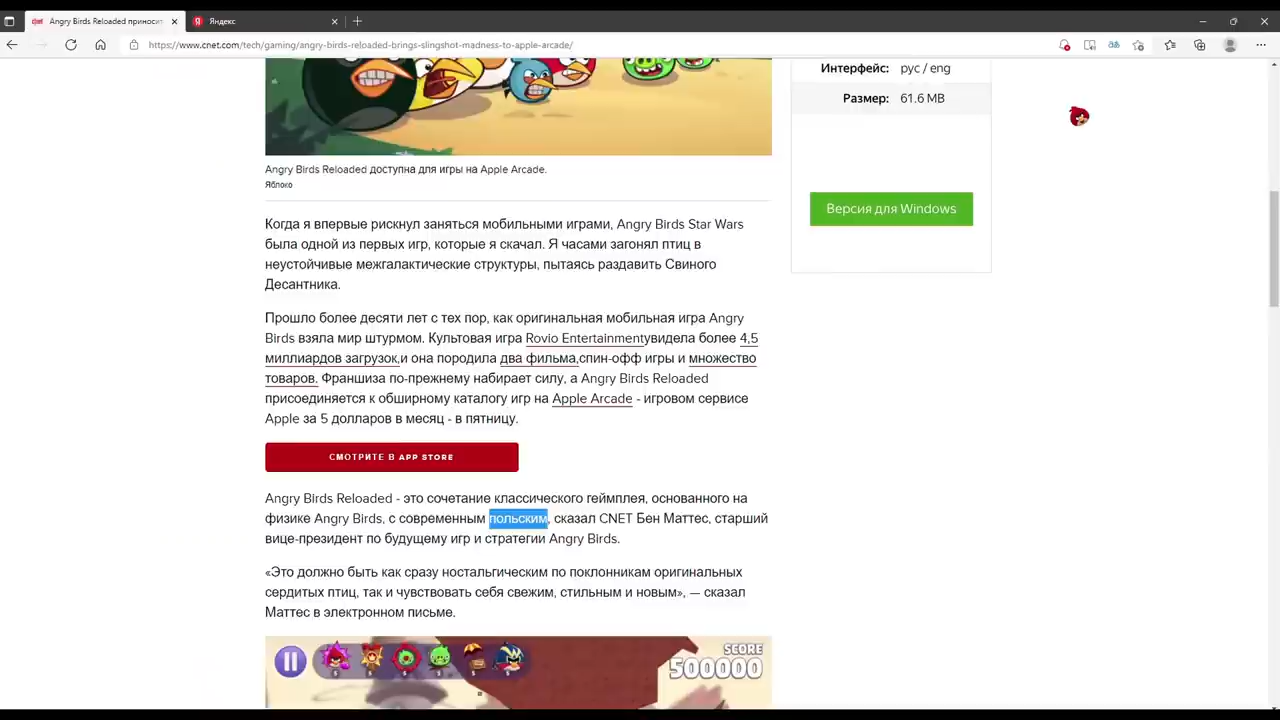 Angry Birds Reloaded приносит
Яндекс
https://www.cnet.com/tech/gaming/angry-birds-reloaded-brings-slingshot-madness-to-apple-arcade/
Интерфейс: рус / eng
Размер: 61.6 MB
Версия для Windows
Angry Birds Reloaded доступна для игры на Apple Arcade.
Яблоко
Когда я впервые рискнул заняться мобильными играми, Angry Birds Star Wars
была одной из первых игр, которые я скачал. Я часами загонял птиц в
неустойчивые межгалактические структуры, пытаясь раздавить Свиного
Десантника.
Прошло более десяти лет с тех пор, как оригинальная мобильная игра Angry
Birds взяла мир штурмом. Культовая игра Rovio Entertainmentувидела более 4,5
миллиардов загрузок,и она породила два фильма,спин-офф игры и множество
товаров. Франшиза по-прежнему набирает силу, а Angry Birds Reloaded
присоединяется к обширному каталогу игр на Apple Arcade - игровом сервисе
Apple за 5 долларов в месяц - в пятницу.
СМОТРИТЕ В APP STORE
Angry Birds Reloaded - это сочетание классического геймплея, основанного на
физике Angry Birds, с современным польским, сказал CNET Бен Маттес, старший
вице-президент по будущему игр и стратегии Angry Birds.
«Это должно быть как сразу ностальгическим по поклонникам оригинальных
сердитых птиц, так и чувствовать себя свежим, стильным и новым», — сказал
Маттес в электронном письме.
SCORE
500000